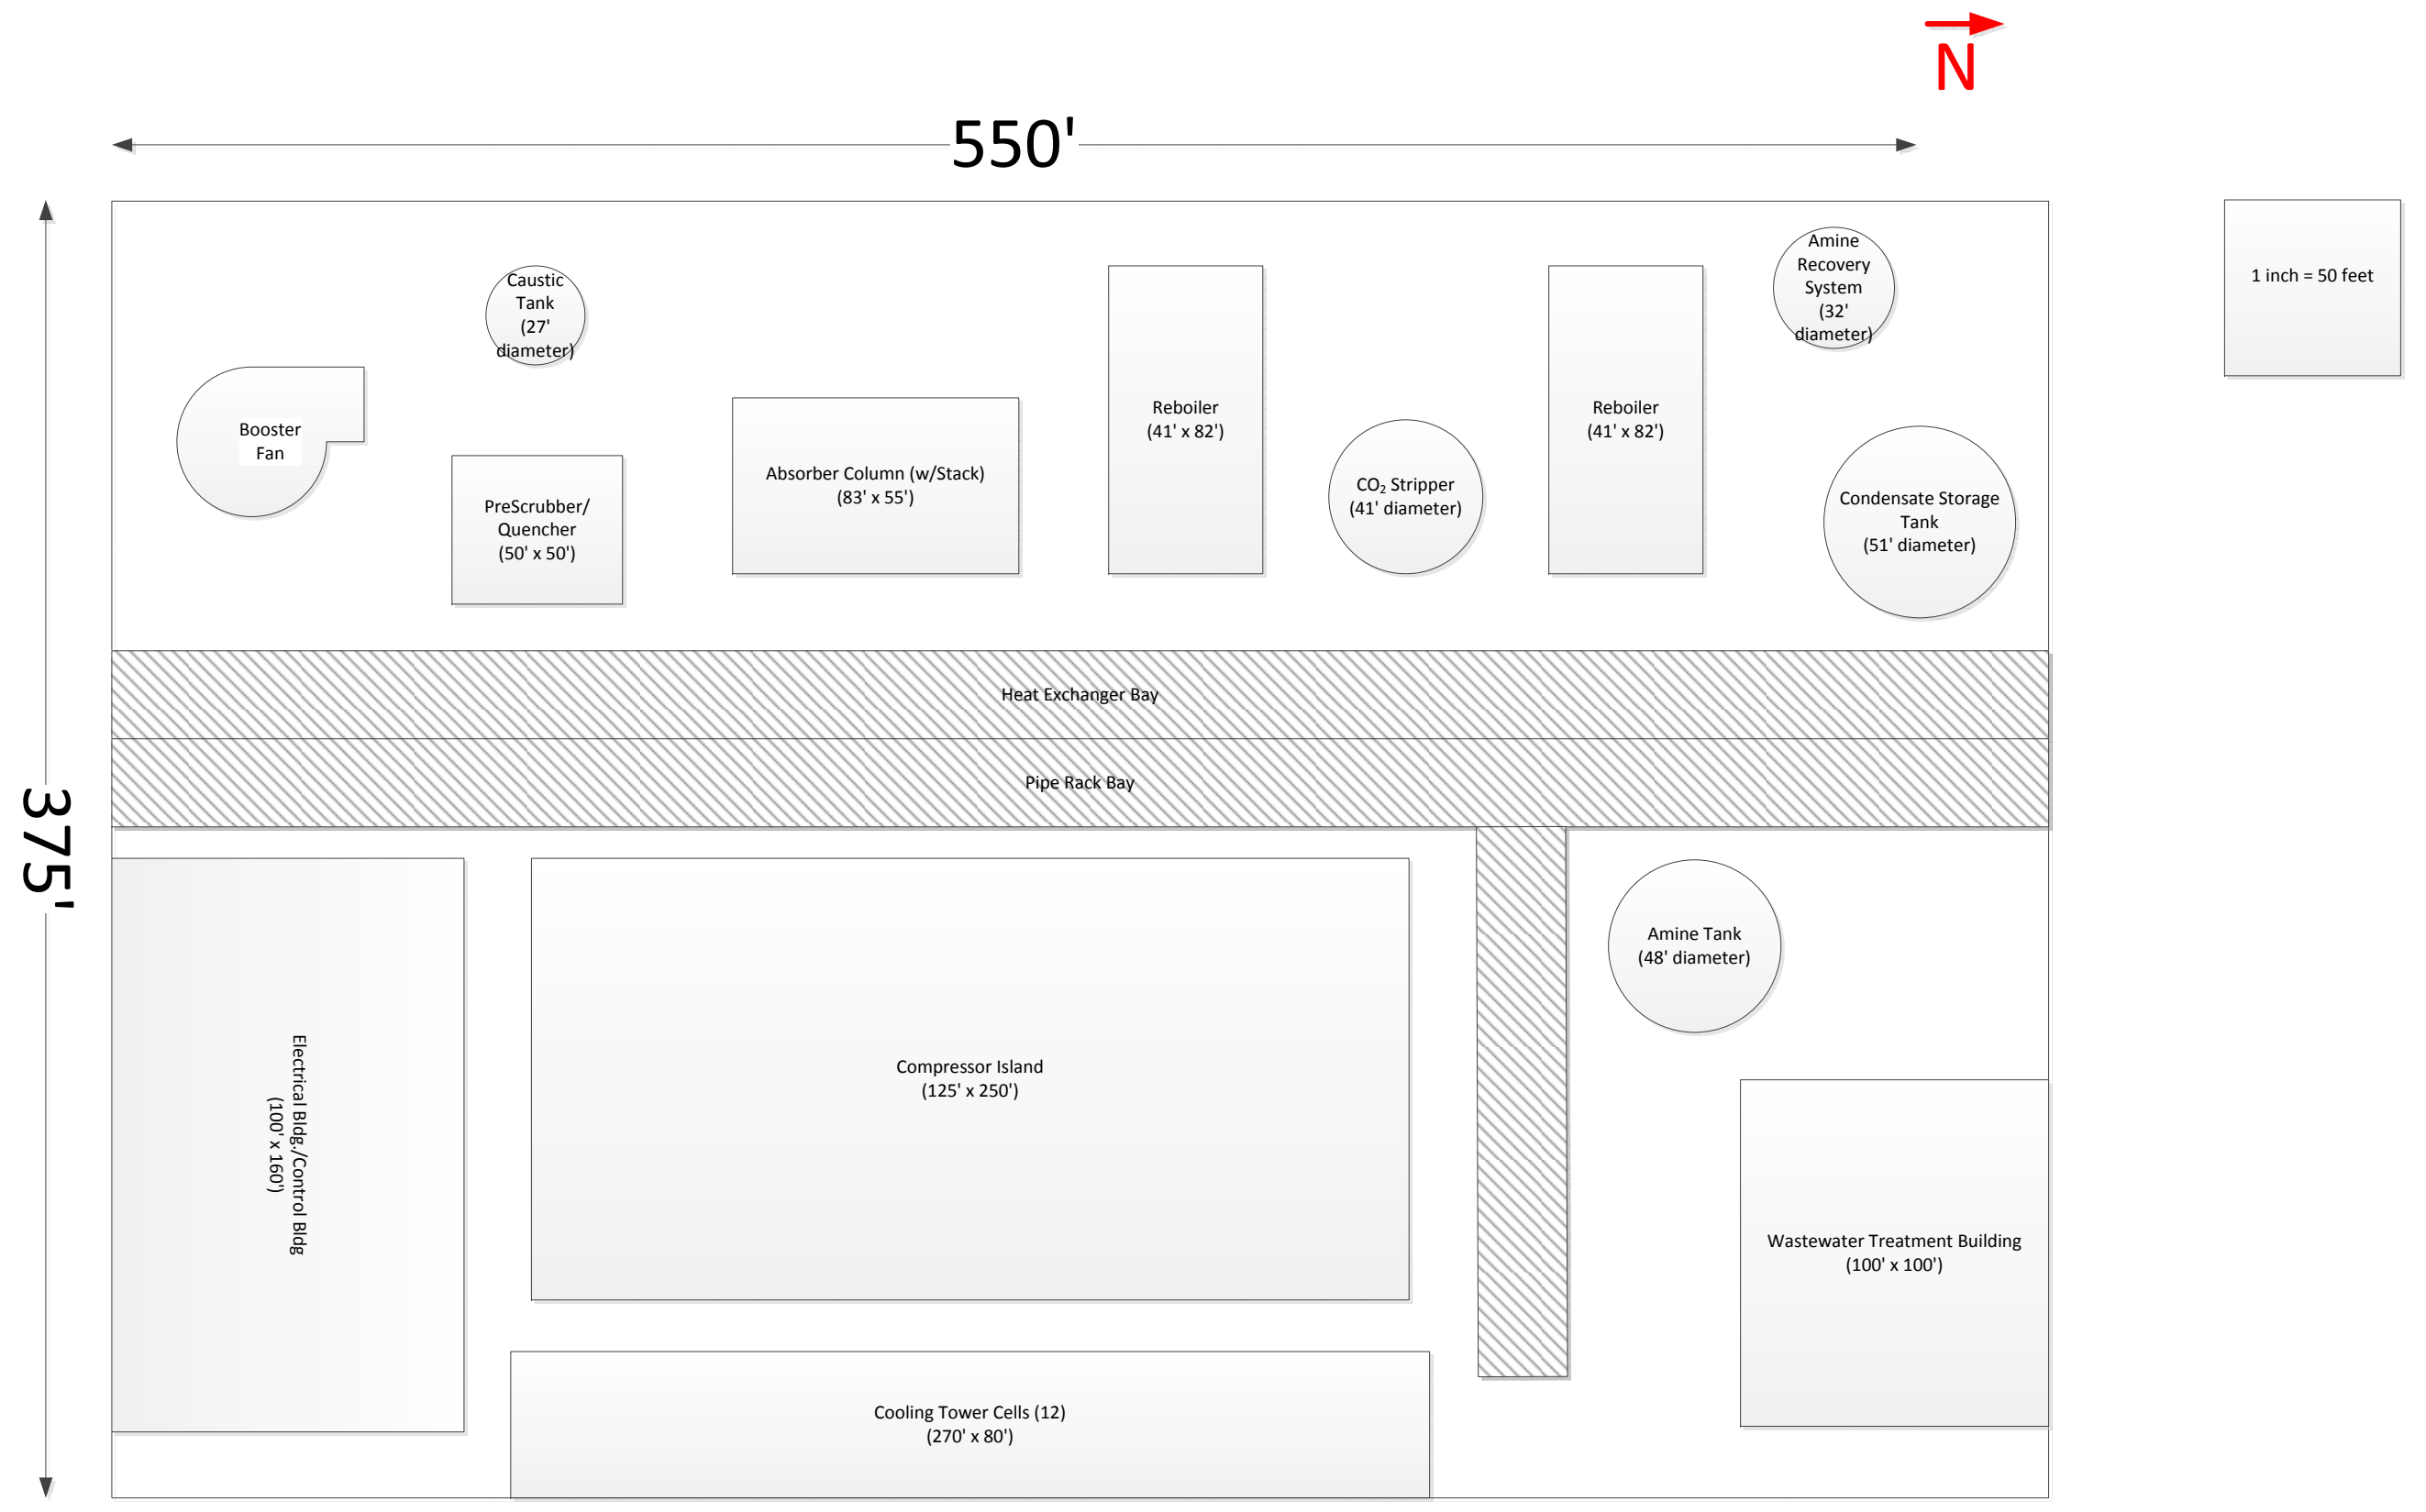 N
550'
375'
1 inch = 50 feet
Caustic
Tank
(27'
diameter)
Amine
Recovery
System
(32'
diameter)
Booster
Fan
PreScrubber/
Quencher
(50' x 50')
Absorber Column (w/Stack)
(83' x 55')
Reboiler
(41' x 82')
CO₂ Stripper
(41' diameter)
Reboiler
(41' x 82')
Condensate Storage
Tank
(51' diameter)
Heat Exchanger Bay
Pipe Rack Bay
Electrical Bldg./Control Bldg
(100' x 160')
Compressor Island
(125' x 250')
Amine Tank
(48' diameter)
Wastewater Treatment Building
(100' x 100')
Cooling Tower Cells (12)
(270' x 80')